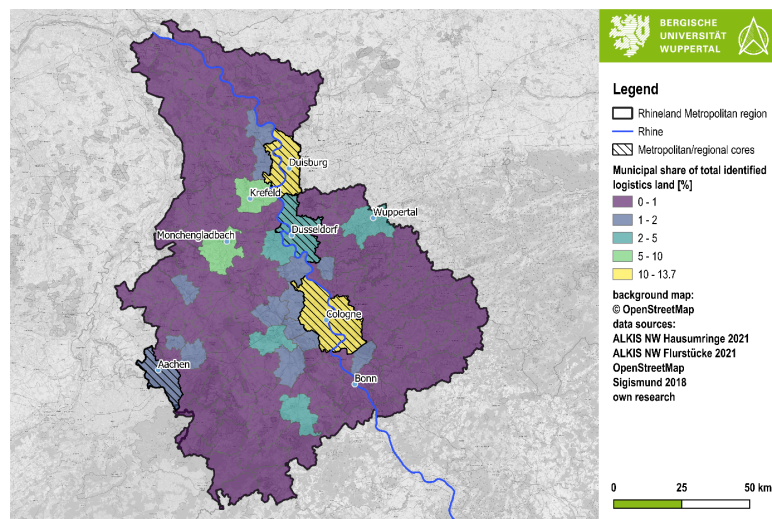 BERGISCHE
UNIVERSITÄT
WUPPERTAL
Legend
Rhineland Metropolitan region
Rhine
Metropolitan/regional cores
Municipal share of total identified
logistics land [%]
0 - 1
1 - 2
2 - 5
5 - 10
10 - 13.7
background map:
© OpenStreetMap
data sources:
ALKIS NW Hausumringe 2021
ALKIS NW Flurstücke 2021
OpenStreetMap
Sigismund 2018
own research
0 25 50 km
Duisburg
Krefeld
Wuppertal
Dusseldorf
Monchengladbach
Cologne
Aachen
Bonn